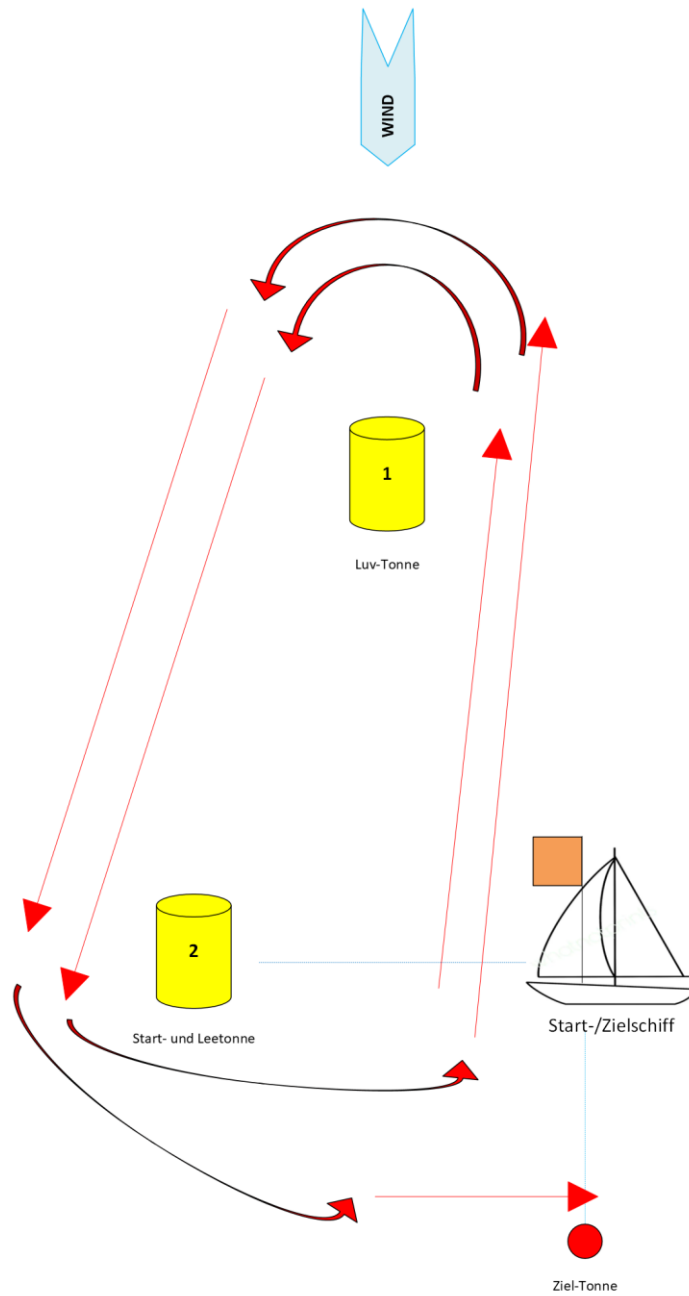 WIND
1
Luv-Tonne
2
Start- und Leetonne
Start-/Zielschiff
Ziel-Tonne